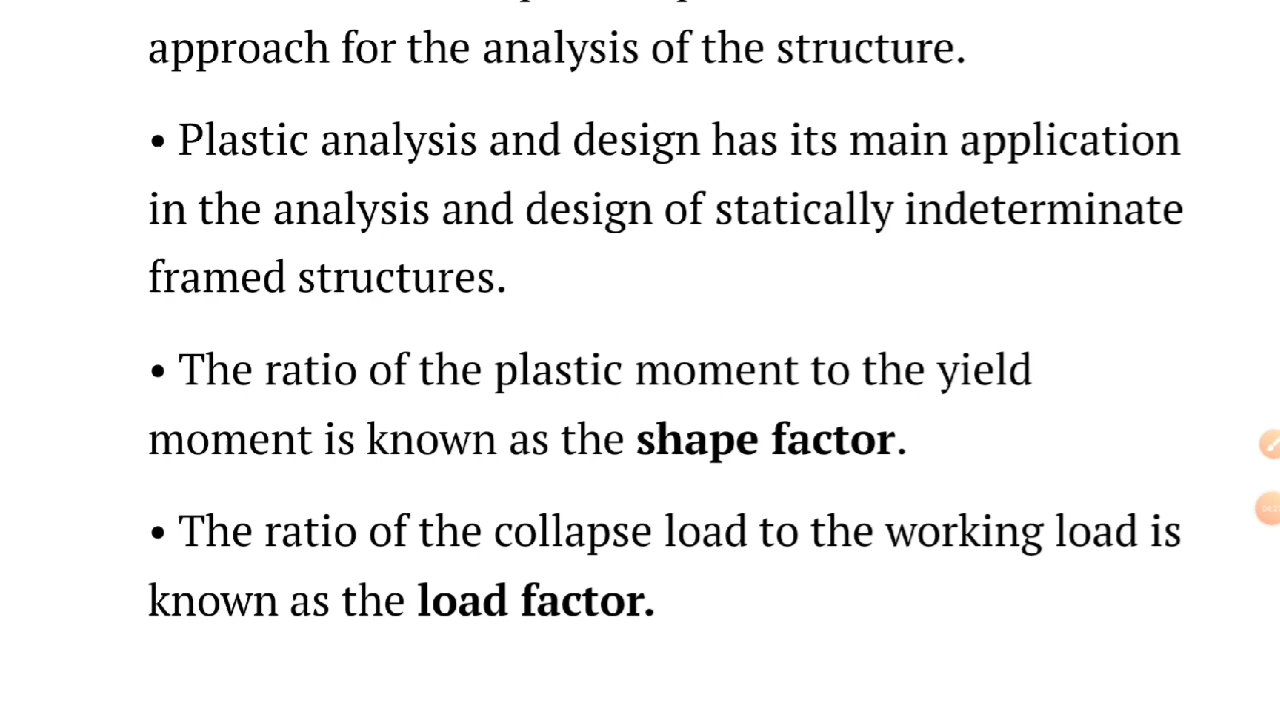 approach for the analysis of the structure.
• Plastic analysis and design has its main application
in the analysis and design of statically indeterminate
framed structures.
• The ratio of the plastic moment to the yield
moment is known as the shape factor.
• The ratio of the collapse load to the working load is
known as the load factor.